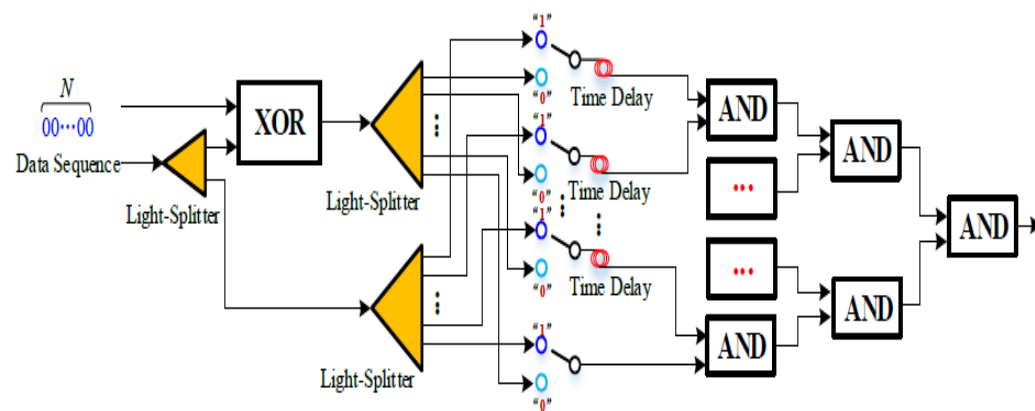 N
00···00
Data Sequence
Light-Splitter
XOR
Light-Splitter
Light-Splitter
"1"
"0"
Time Delay
"1"
"0"
Time Delay
"1"
"0"
Time Delay
"1"
"0"
AND
AND
AND
AND
AND